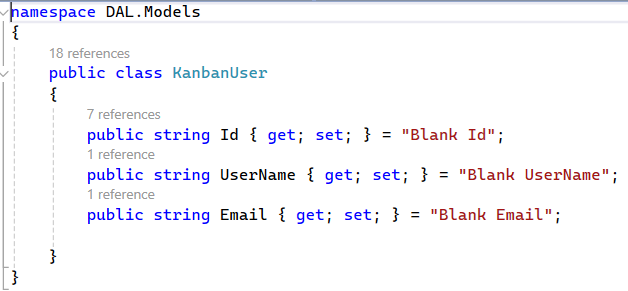 namespace DAL.Models
{
18 references
public class KanbanUser
{
7 references
public string Id { get; set; } = "Blank Id";
1 reference
public string UserName { get; set; } = "Blank UserName";
1 reference
public string Email { get; set; } = "Blank Email";
}
}